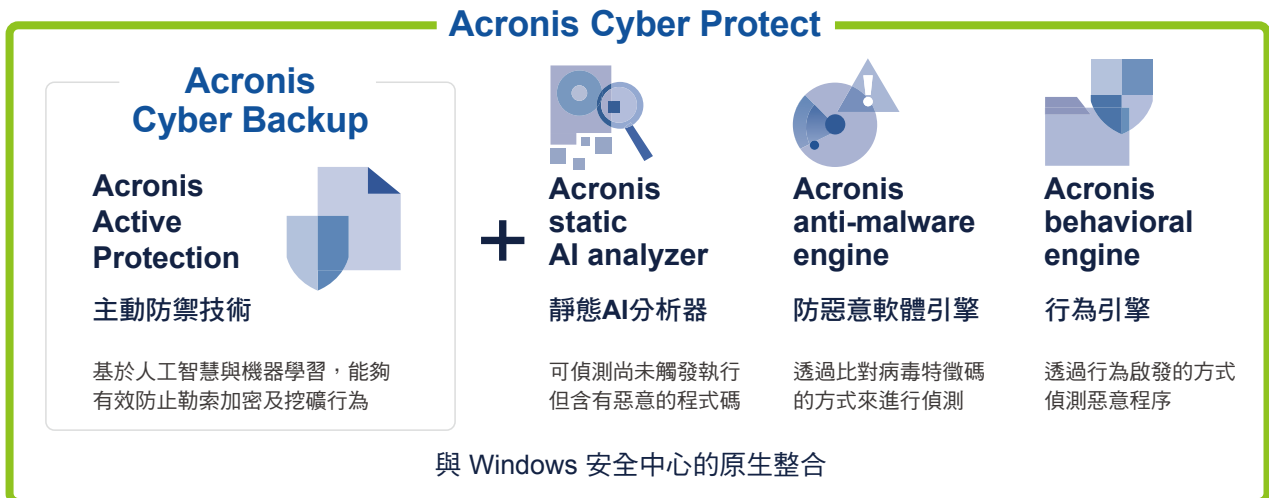 Acronis Cyber Protect
Acronis
Cyber Backup
Acronis
Active
Protection
主動防禦技術
基於人工智慧與機器學習，能夠
有效防止勒索加密及挖礦行為
+
Acronis
static
AI analyzer
靜態AI分析器
可偵測尚未觸發執行
但含有惡意的程式碼
Acronis
anti-malware
engine
防惡意軟體引擎
透過比對病毒特徵碼
的方式來進行偵測
Acronis
behavioral
engine
行為引擎
透過行為啟發的方式
偵測惡意程序
與 Windows 安全中心的原生整合